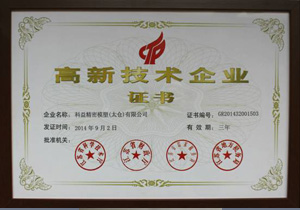 高新技术企业
证书
企业名称：科益精密模塑(太仓)有限公司
证书编号：GR201432001503
发证时间：2014年9月2日
有效期：三年
批准机关：